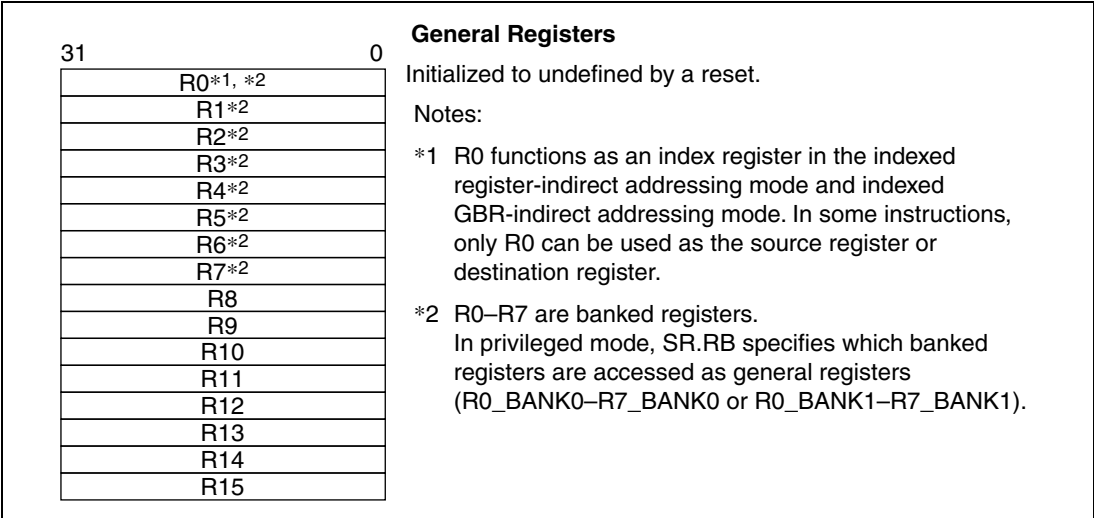 31 0
R0*1, *2
R1*2
R2*2
R3*2
R4*2
R5*2
R6*2
R7*2
R8
R9
R10
R11
R12
R13
R14
R15
General Registers
Initialized to undefined by a reset.
Notes:
*1 R0 functions as an index register in the indexed
register-indirect addressing mode and indexed
GBR-indirect addressing mode. In some instructions,
only R0 can be used as the source register or
destination register.
*2 R0–R7 are banked registers.
In privileged mode, SR.RB specifies which banked
registers are accessed as general registers
(R0_BANK0–R7_BANK0 or R0_BANK1–R7_BANK1).